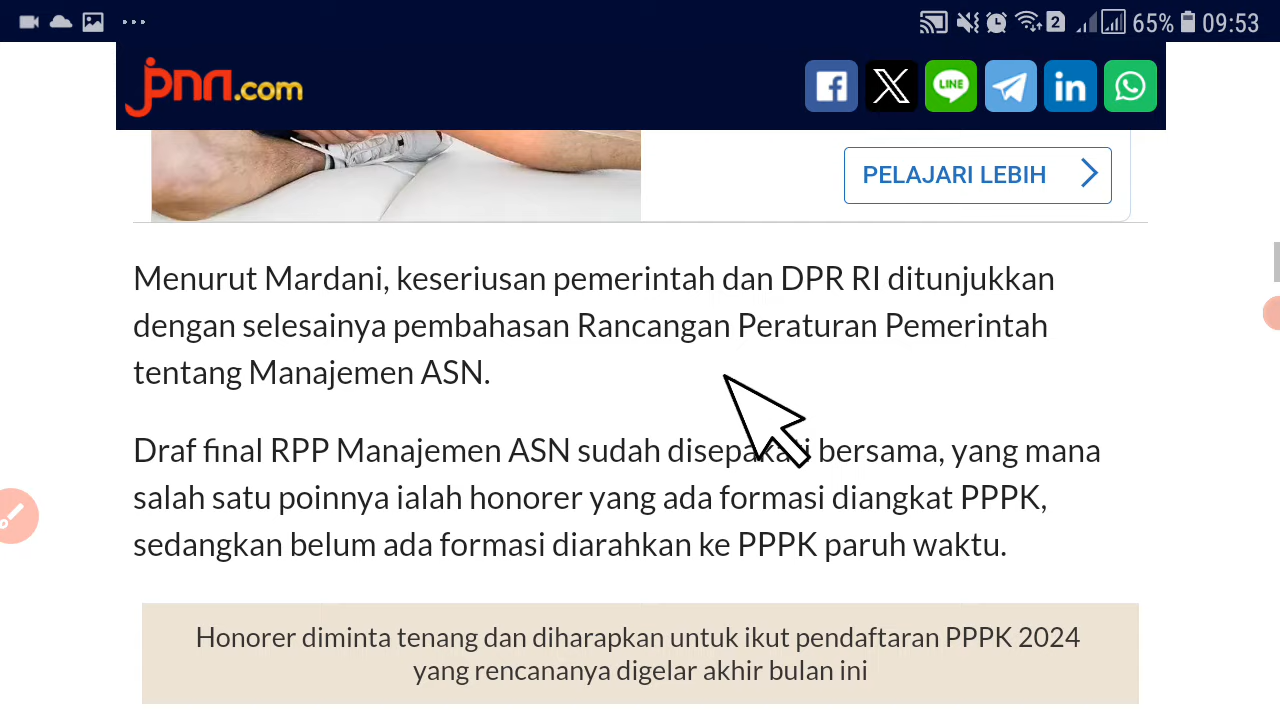 65% 09:53
jpnn.com
LINE
PELAJARI LEBIH
Menurut Mardani, keseriusan pemerintah dan DPR RI ditunjukkan
dengan selesainya pembahasan Rancangan Peraturan Pemerintah
tentang Manajemen ASN.
Draf final RPP Manajemen ASN sudah disepakati bersama, yang mana
salah satu poinnya ialah honorer yang ada formasi diangkat PPPK,
sedangkan belum ada formasi diarahkan ke PPPK paruh waktu.
Honorer diminta tenang dan diharapkan untuk ikut pendaftaran PPPK 2024
yang rencananya digelar akhir bulan ini